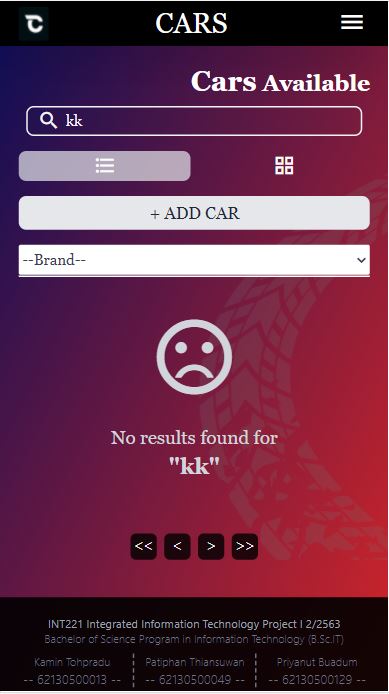 CARS
Cars Available
kk
+ ADD CAR
--Brand--
No results found for
"kk"
<< < > >>
INT221 Integrated Information Technology Project I 2/2563
Bachelor of Science Program in Information Technology (B.Sc.IT)
Kamin Tohpradu Patiphan Thiansuwan Priyanut Buadum
-- 62130500013 -- -- 62130500049 -- -- 62130500129 --